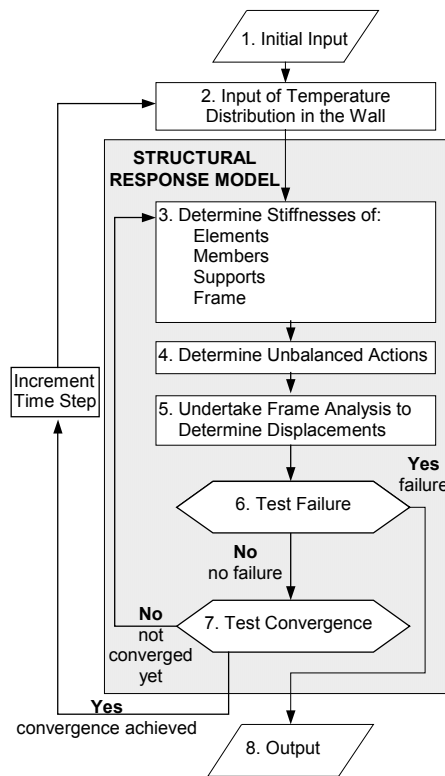 1. Initial Input
2. Input of Temperature
Distribution in the Wall
STRUCTURAL
RESPONSE MODEL
3. Determine Stiffnesses of:
Elements
Members
Supports
Frame
4. Determine Unbalanced Actions
Increment
Time Step
5. Undertake Frame Analysis to
Determine Displacements
Yes
failure
6. Test Failure
No
no failure
7. Test Convergence
No
not
converged
yet
Yes
convergence achieved
8. Output